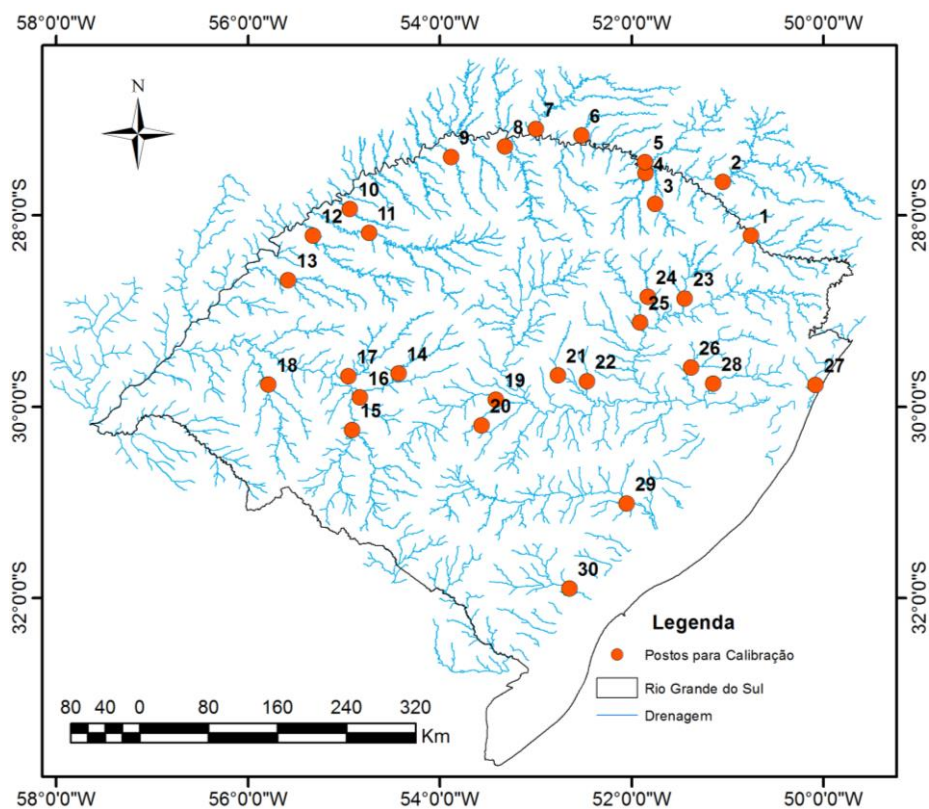 58°0'0"W 56°0'0"W 54°0'0"W 52°0'0"W 50°0'0"W
N
7
6
8
9
5
4
2
3
10
12 11
1
28°0'0"S 28°0'0"S
13
24 23
25
17 14
18 16
21 22
26 28
27
19
20
15
30°0'0"S 30°0'0"S
29
30
32°0'0"S 32°0'0"S
Legenda
Postos para Calibração
Rio Grande do Sul
Drenagem
80 40 0 80 160 240 320
Km
58°0'0"W 56°0'0"W 54°0'0"W 52°0'0"W 50°0'0"W